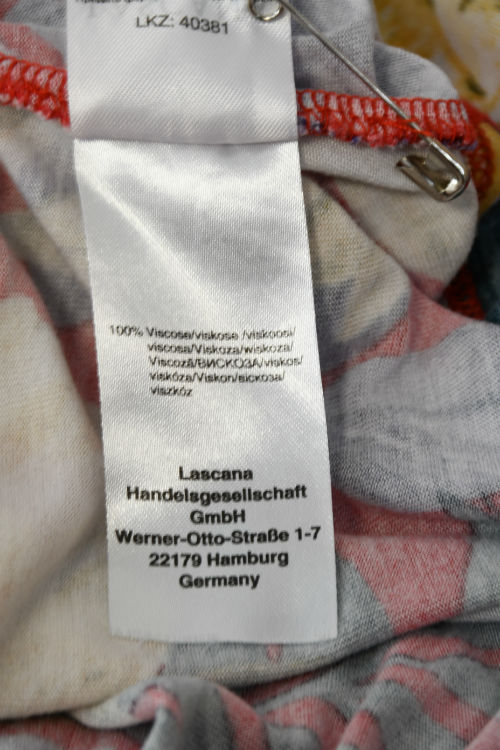 LKZ: 40381
100% Viscose/viskose /viskoosi/
viscosa/Viskoza/wiskoza/
Viscoză/ВИСКОЗА/viskos/
viskóza/Viskon/віскоза/
viszkóz
Lascana
Handelsgesellschaft
GmbH
Werner-Otto-Straße 1-7
22179 Hamburg
Germany